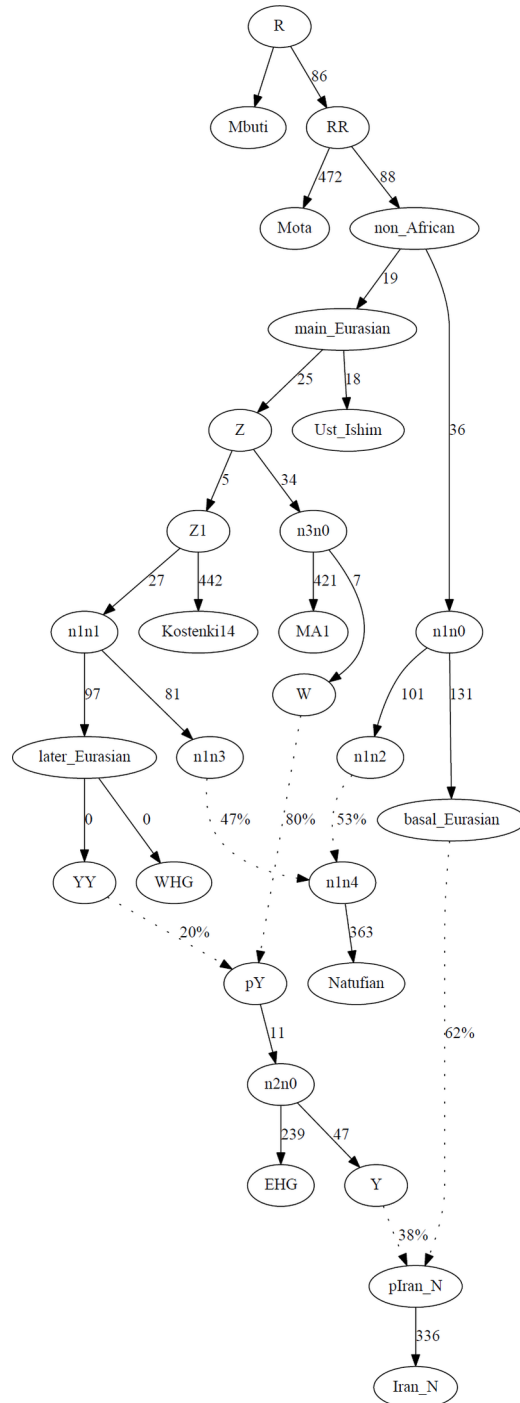 R
86
Mbuti
RR
472
88
Mota
non_African
19
main_Eurasian
25
18
36
Z
Ust_Ishim
5
34
Z1
n3n0
27
442
421
7
n1n1
Kostenki14
MA1
n1n0
97
81
W
101
131
later_Eurasian
n1n3
n1n2
0
0
47%
80%
53%
basal_Eurasian
YY
WHG
n1n4
20%
363
pY
Natufian
11
62%
n2n0
239
47
EHG
Y
38%
pIran_N
336
Iran_N